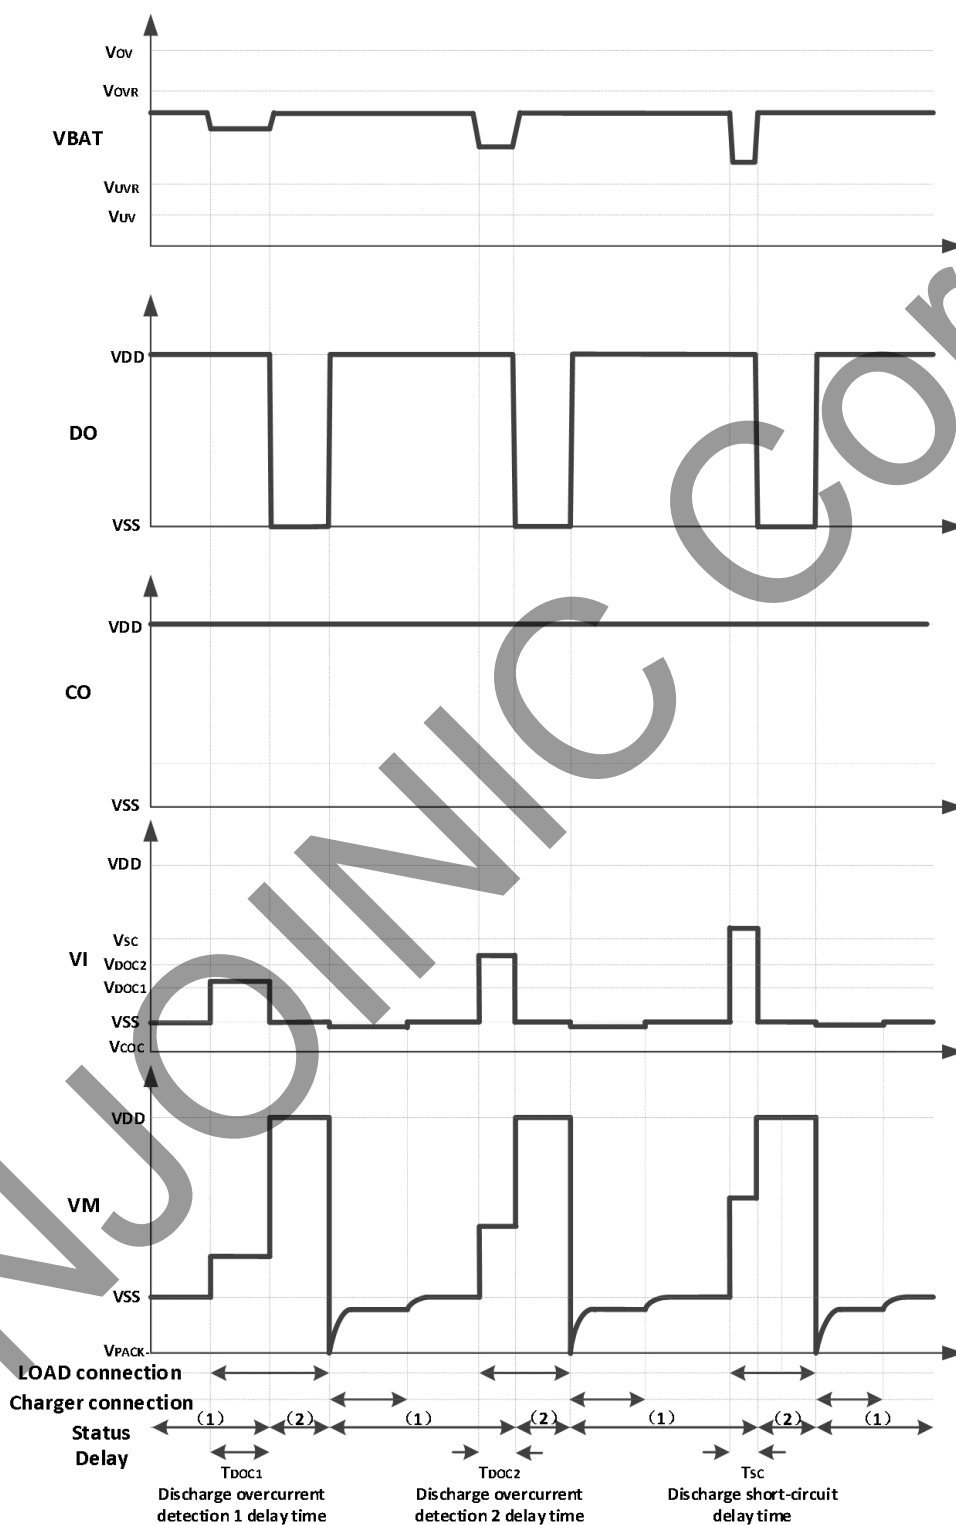 VOV
VOVR
VBAT
VUVR
VUV
VDD
DO
VSS
VDD
CO
VSS
VDD
VSC
VI
VDOC2
VDOC1
VSS
VCOC
VDD
VM
VSS
VPACK-
LOAD connection
Charger connection
(1) (2) (1) (2) (1) (2) (1)
Status
Delay
TDOC1 TDOC2 TSC
Discharge overcurrent Discharge overcurrent Discharge short-circuit
detection 1 delay time detection 2 delay time delay time